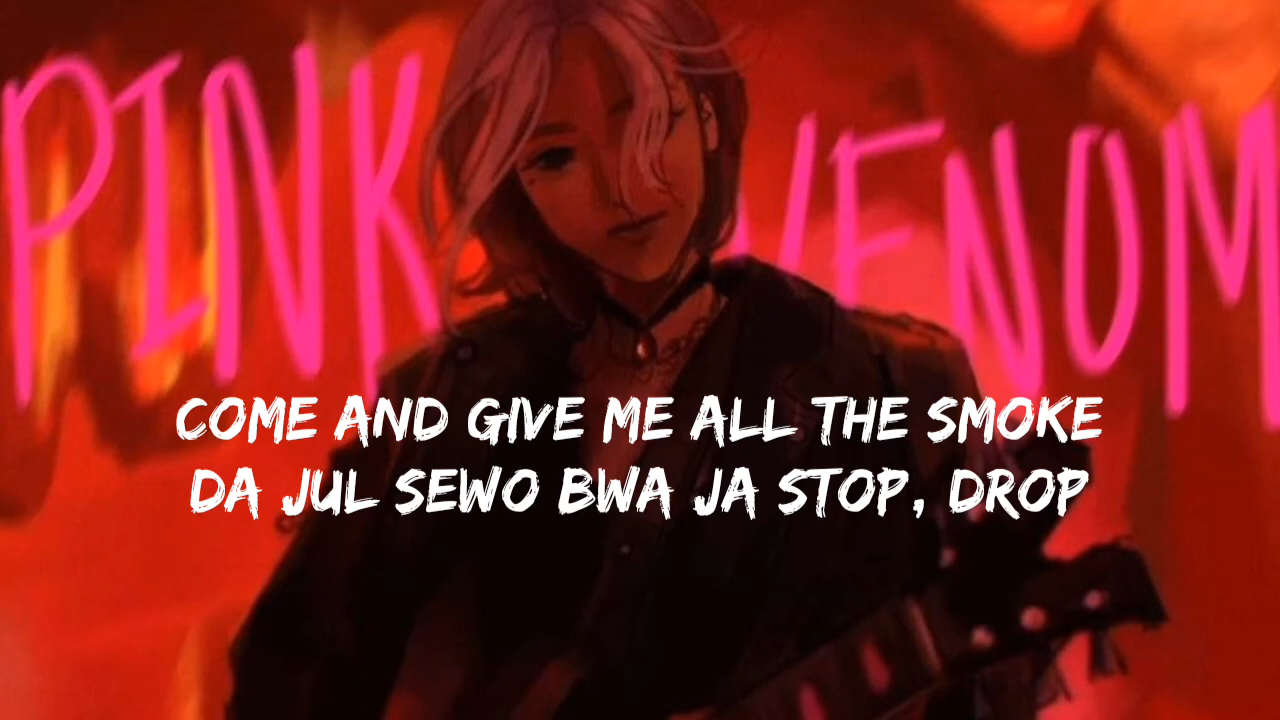 PINK VENOM
COME AND GIVE ME ALL THE SMOKE
DA JUL SEWO BWA JA STOP, DROP